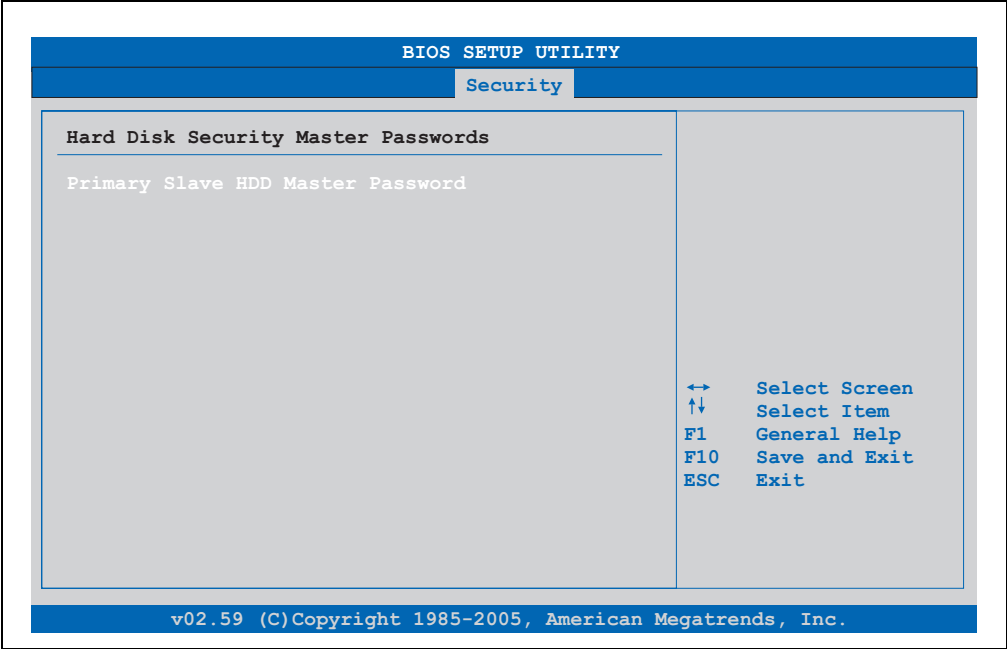 BIOS SETUP UTILITY
Security
Hard Disk Security Master Passwords
Primary Slave HDD Master Password
↔ Select Screen
↑↓ Select Item
F1 General Help
F10 Save and Exit
ESC Exit
v02.59 (C)Copyright 1985-2005, American Megatrends, Inc.